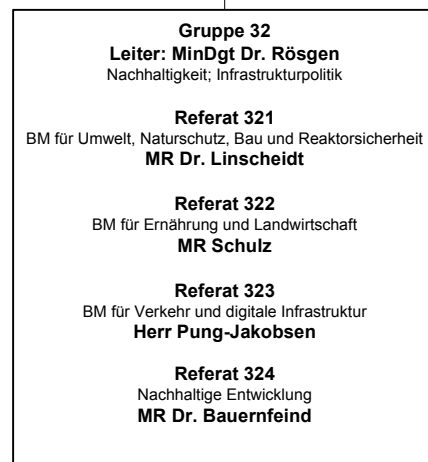 Gruppe 32
Leiter: MinDgt Dr. Rösgen
Nachhaltigkeit; Infrastrukturpolitik
Referat 321
BM für Umwelt, Naturschutz, Bau und Reaktorsicherheit
MR Dr. Linscheidt
Referat 322
BM für Ernährung und Landwirtschaft
MR Schulz
Referat 323
BM für Verkehr und digitale Infrastruktur
Herr Pung-Jakobsen
Referat 324
Nachhaltige Entwicklung
MR Dr. Bauernfeind